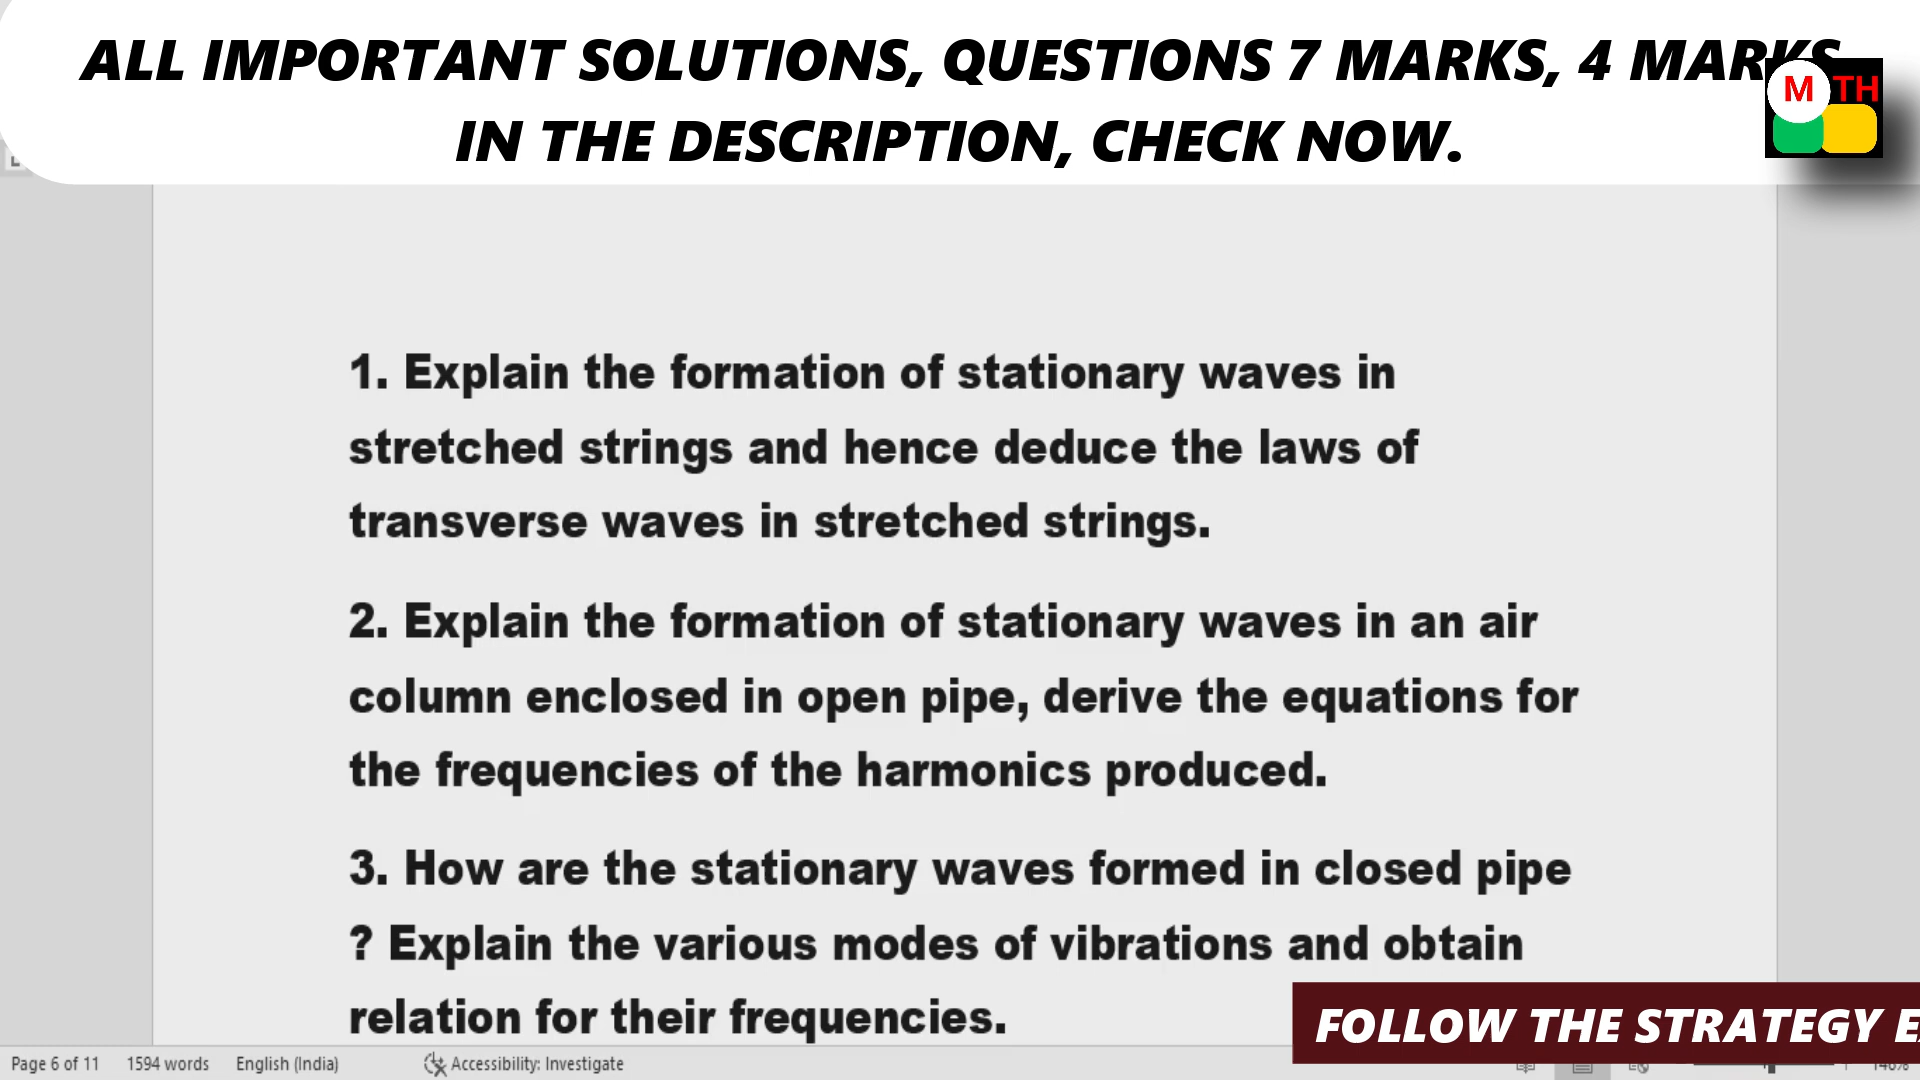 ALL IMPORTANT SOLUTIONS, QUESTIONS 7 MARKS, 4 MARKS
IN THE DESCRIPTION, CHECK NOW.
M TH
1. Explain the formation of stationary waves in
stretched strings and hence deduce the laws of
transverse waves in stretched strings.
2. Explain the formation of stationary waves in an air
column enclosed in open pipe, derive the equations for
the frequencies of the harmonics produced.
3. How are the stationary waves formed in closed pipe
? Explain the various modes of vibrations and obtain
relation for their frequencies.
FOLLOW THE STRATEGY
Page 6 of 11 1594 words English (India) Accessibility: Investigate